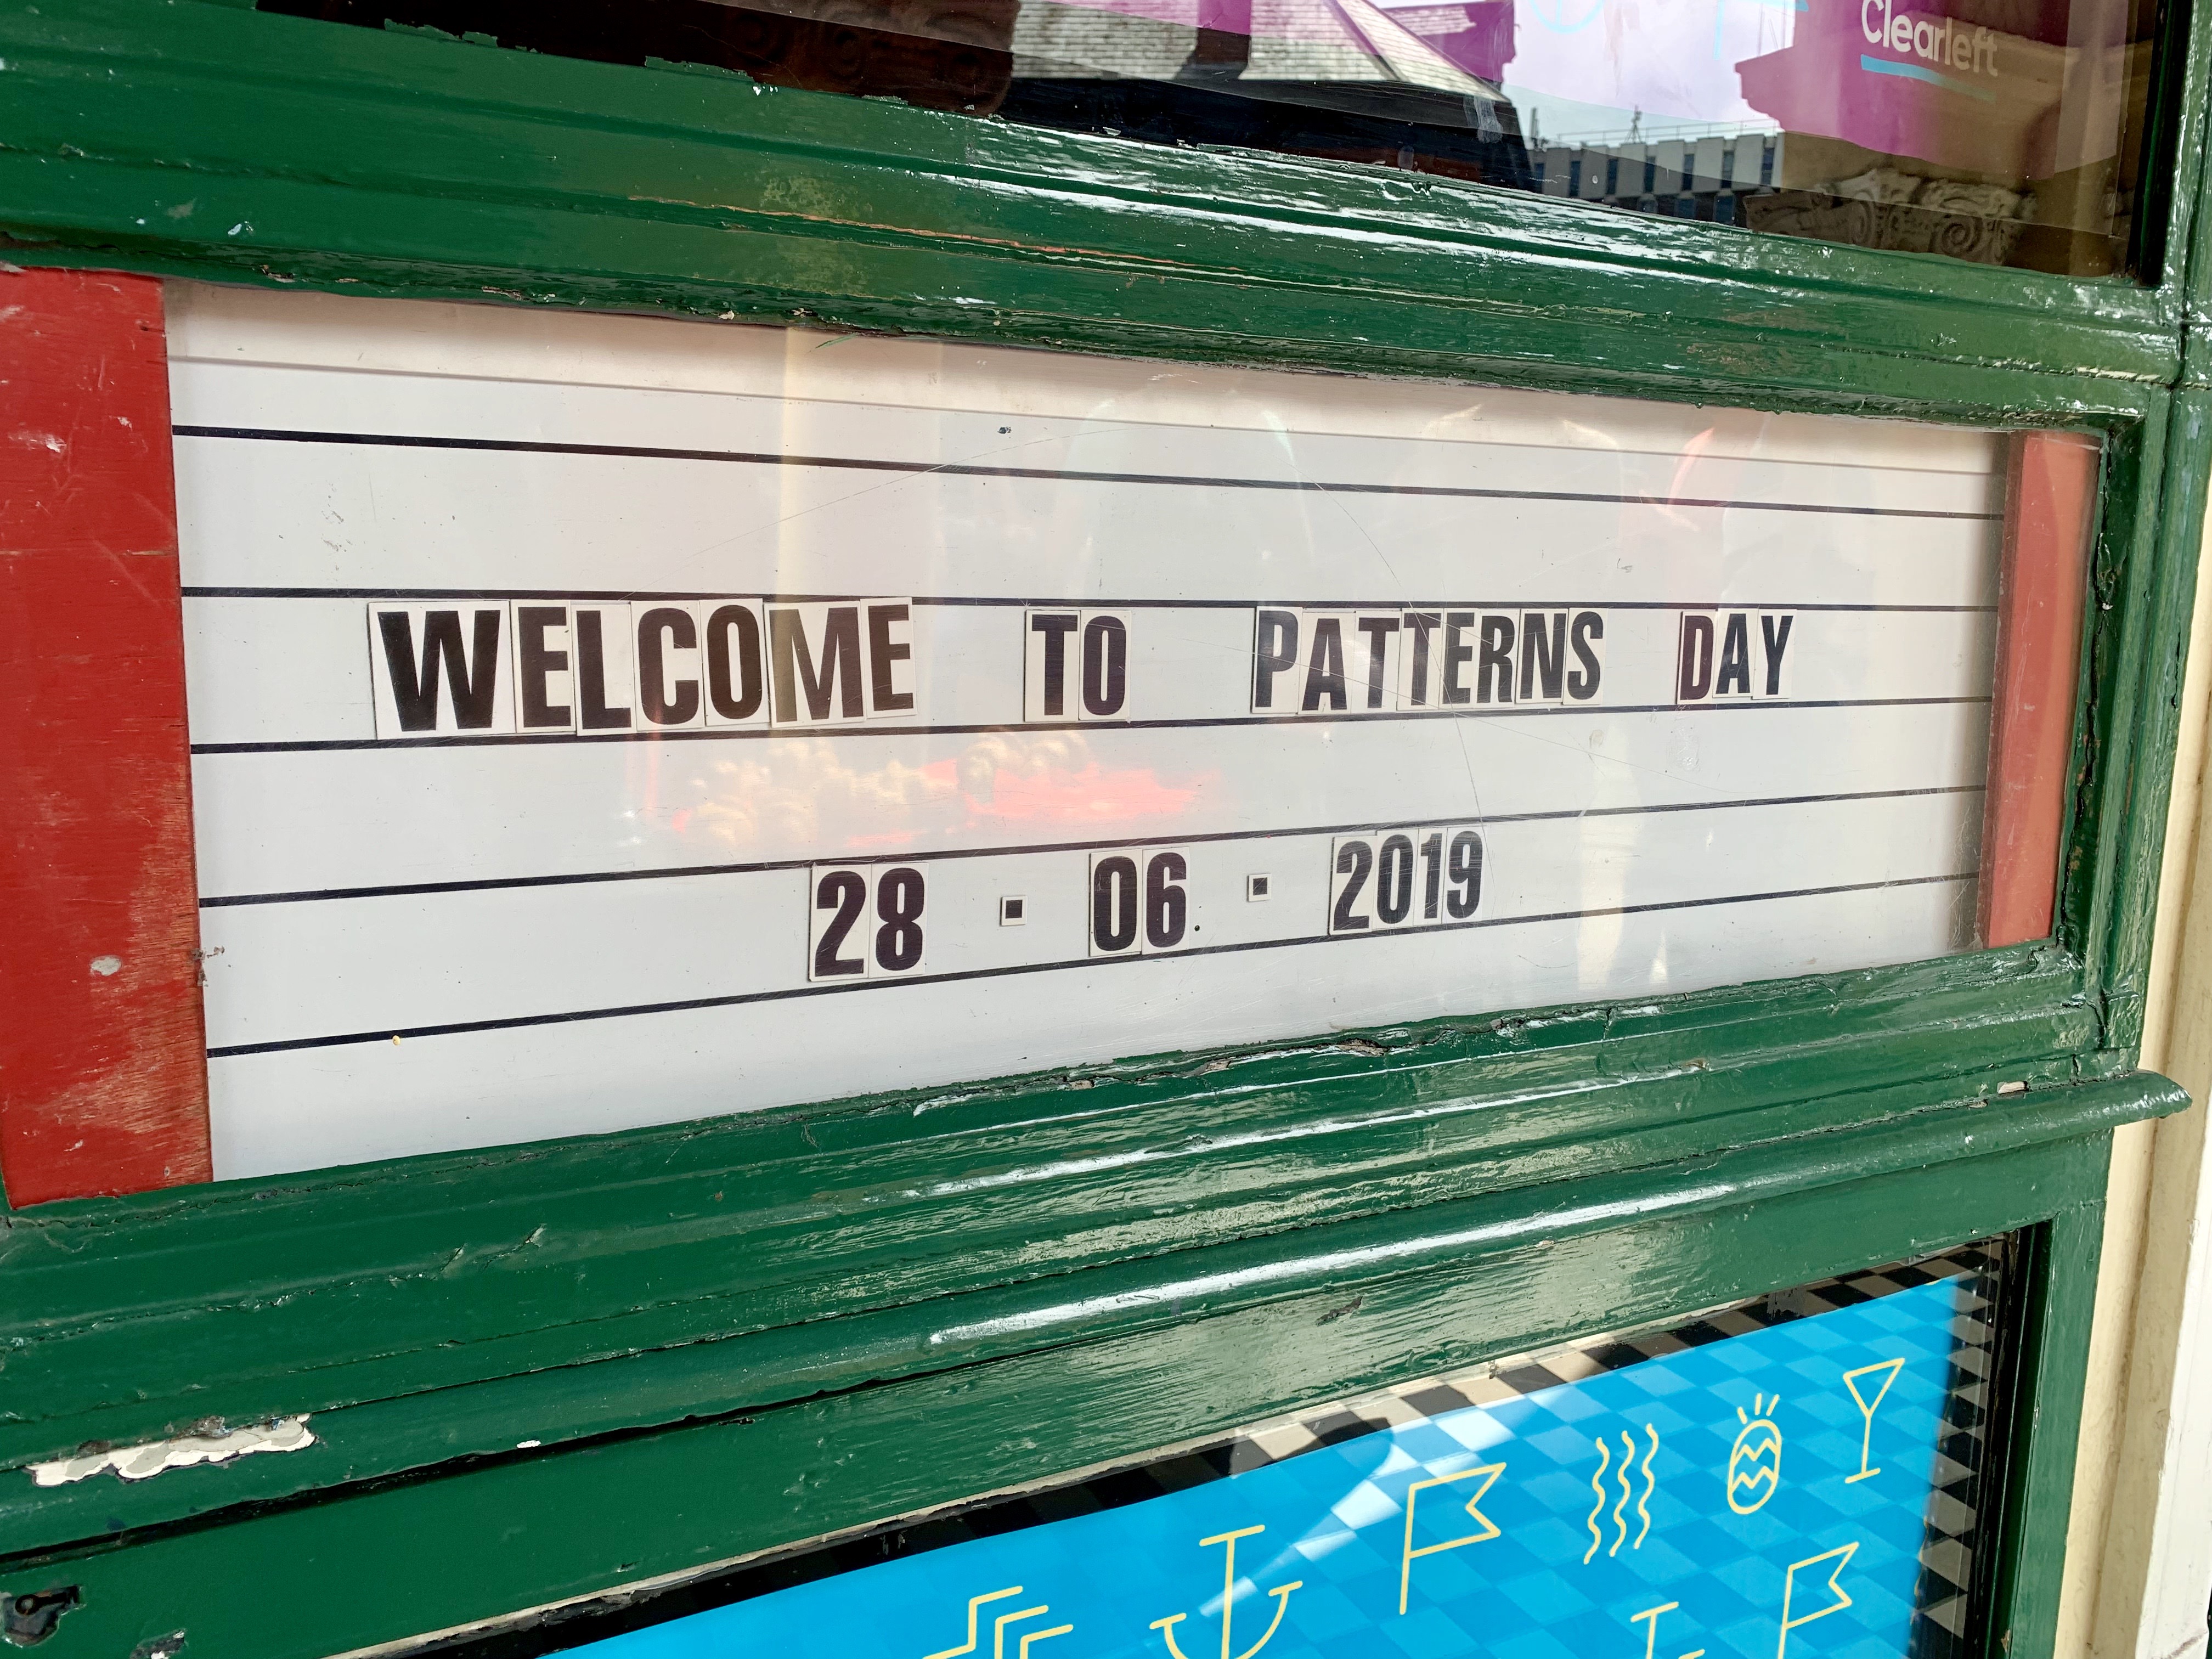 Clearleft
WELCOME TO PATTERNS DAY
28 · 06 · 2019